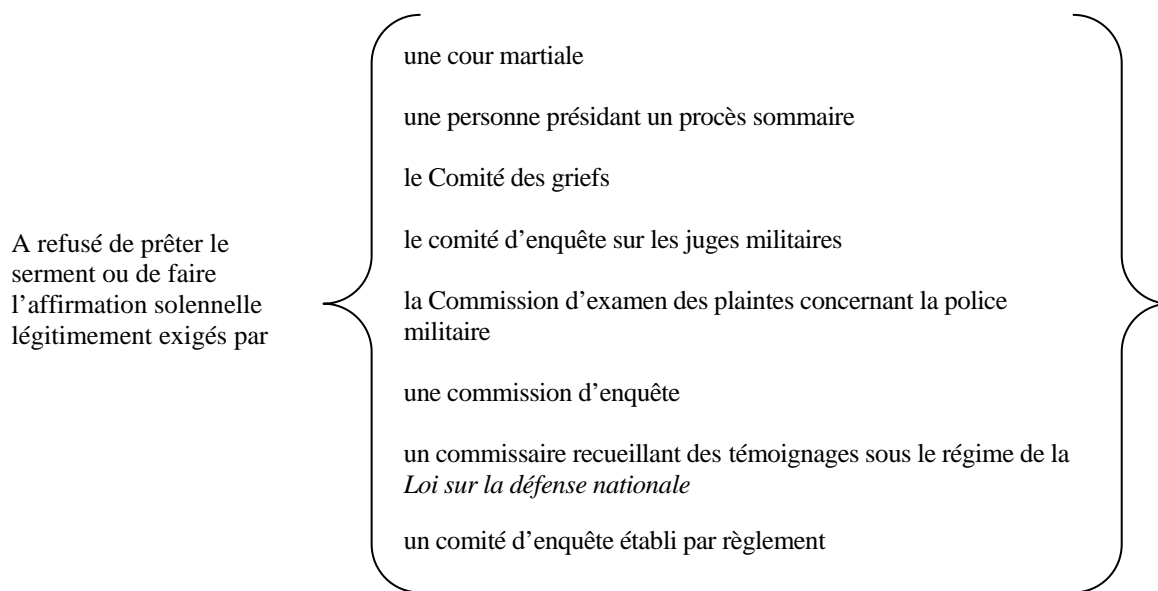 A refusé de prêter le
serment ou de faire
l’affirmation solennelle
légitimement exigés par
une cour martiale
une personne présidant un procès sommaire
le Comité des griefs
le comité d’enquête sur les juges militaires
la Commission d’examen des plaintes concernant la police
militaire
une commission d’enquête
un commissaire recueillant des témoignages sous le régime de la
Loi sur la défense nationale
un comité d’enquête établi par règlement